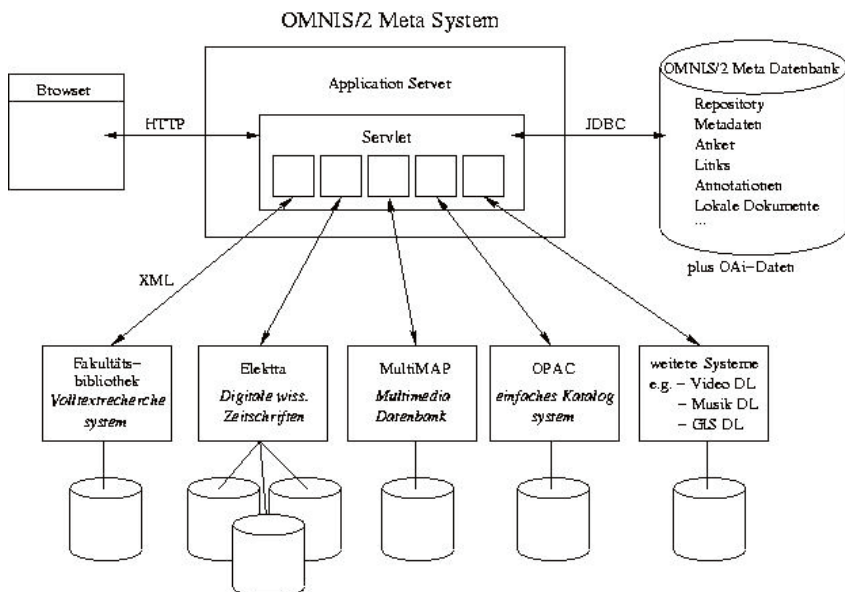 OMNIS/2 Meta System
Browser
HTTP
Application Server
Servlet
JDBC
OMNIS/2 Meta Datenbank
Repository
Metadaten
Anker
Links
Annotationen
Lokale Dokumente
...
plus OAi-Daten
XML
Fakultäts-
bibliothek
Volltextrecherche
system
Elektra
Digitale wiss.
Zeitschriften
MultiMAP
Multimedia
Datenbank
OPAC
einfaches Katalog
system
weitere Systeme
e.g. - Video DL
- Musik DL
- GIS DL